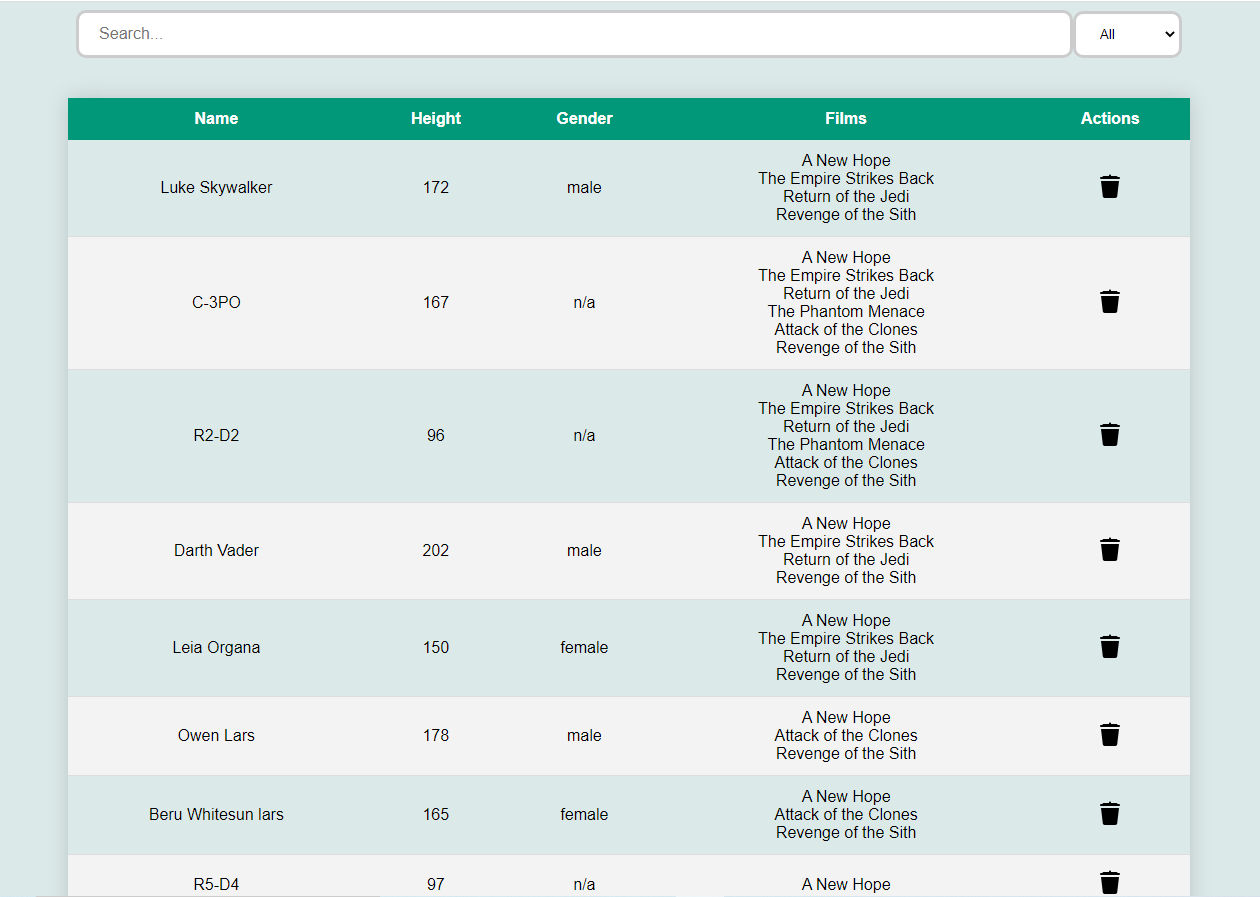 Search...
All
Name Height Gender Films Actions
A New Hope
The Empire Strikes Back
Luke Skywalker 172 male
Return of the Jedi
Revenge of the Sith
A New Hope
The Empire Strikes Back
Return of the Jedi
C-3PO 167 n/a
The Phantom Menace
Attack of the Clones
Revenge of the Sith
A New Hope
The Empire Strikes Back
Return of the Jedi
R2-D2 96 n/a
The Phantom Menace
Attack of the Clones
Revenge of the Sith
A New Hope
The Empire Strikes Back
Darth Vader 202 male
Return of the Jedi
Revenge of the Sith
A New Hope
The Empire Strikes Back
Leia Organa 150 female
Return of the Jedi
Revenge of the Sith
A New Hope
Owen Lars 178 male Attack of the Clones
Revenge of the Sith
A New Hope
Beru Whitesun lars 165 female Attack of the Clones
Revenge of the Sith
R5-D4 97 n/a A New Hope